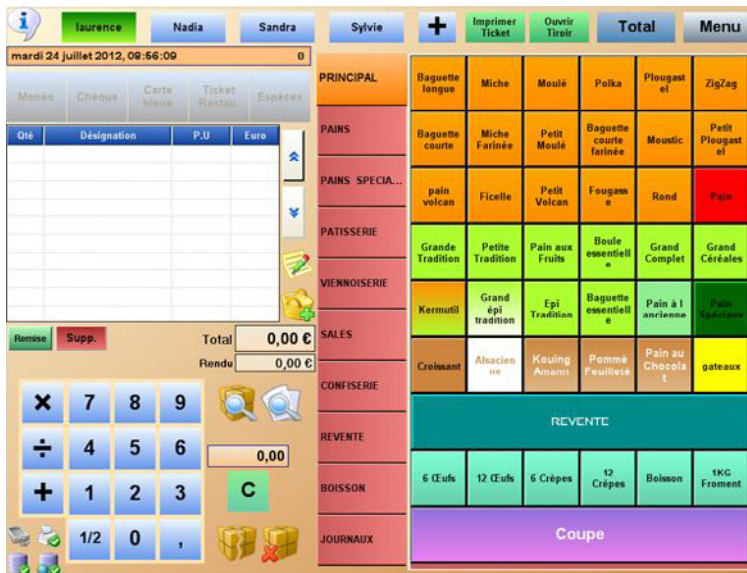 laurence Nadia Sandra Sylvie + Imprimer Ticket Ouvrir Tiroir Total Menu
mardi 24 juillet 2012, 09:56:09 0
Monéo Chèque Carte bleue Ticket Restau. Espèces
Qté Désignation P.U Euro
Remise Supp. Total 0,00 €
Rendu 0,00 €
× 7 8 9
÷ 4 5 6 0,00
+ 1 2 3 C
1/2 0 ,
PRINCIPAL
PAINS
PAINS SPECIA...
PATISSERIE
VIENNOISERIE
SALES
CONFISERIE
REVENTE
BOISSON
JOURNAUX
Baguette longue Miche Moulé Polka Plougast el ZigZag
Baguette courte Miche Farinée Petit Moulé Baguette courte farinée Moustic Petit Plougast el
pain volcan Ficelle Petit Volcan Fougass e Rond Pain
Grande Tradition Petite Tradition Pain aux Fruits Boule essentiell e Grand Complet Grand Céréales
Kermutil Grand épi tradition Epi Tradition Baguette essentiell e Pain à l ancienne Pain Spéciaux
Croissant Alsacien ne Kouing Amann Pomme Feuilleté Pain au Chocola t gateaux
REVENTE
6 Œufs 12 Œufs 6 Crèpes 12 Crèpes Boisson 1KG Froment
Coupe